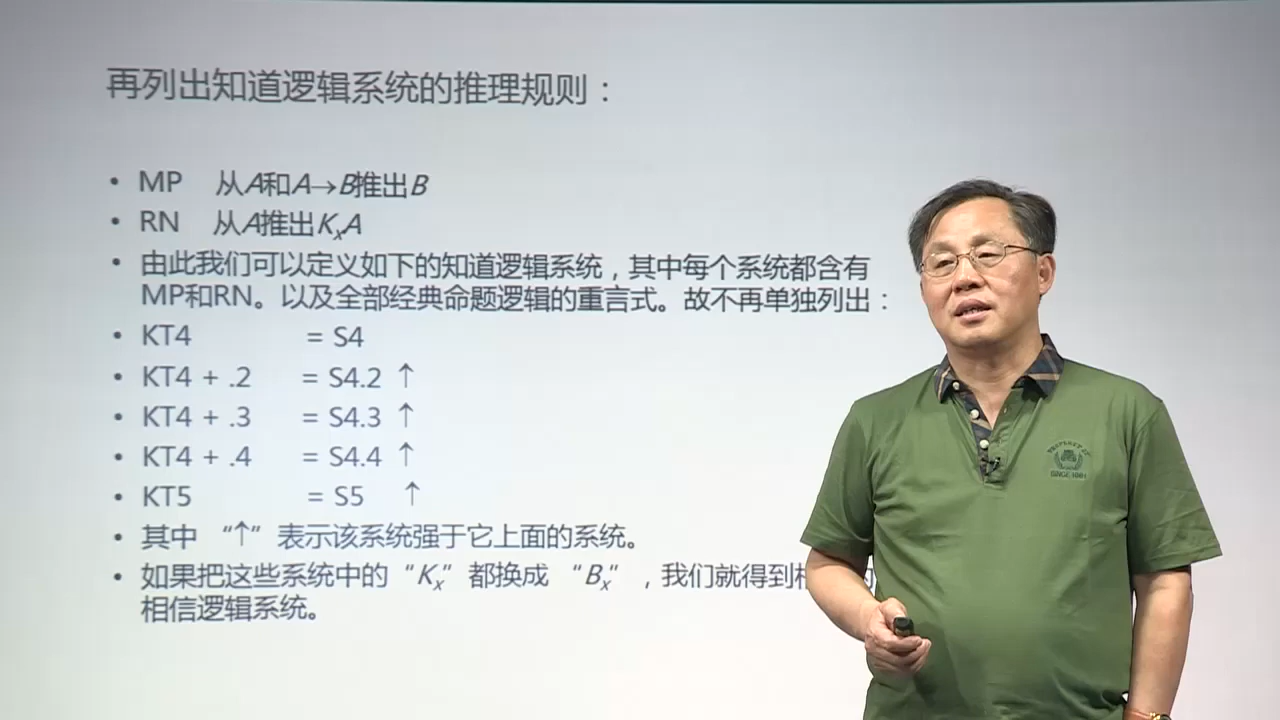 再列出知道逻辑系统的推理规则：
• MP 从A和A→B推出B
• RN 从A推出KₓA
• 由此我们可以定义如下的知道逻辑系统，其中每个系统都含有
MP和RN。以及全部经典命题逻辑的重言式。故不再单独列出：
• KT4 = S4
• KT4 + .2 = S4.2 ↑
• KT4 + .3 = S4.3 ↑
• KT4 + .4 = S4.4 ↑
• KT5 = S5 ↑
• 其中 “↑” 表示该系统强于它上面的系统。
• 如果把这些系统中的 “Kₓ” 都换成 “Bₓ” ，我们就得到
相信逻辑系统。
SINCE 1881